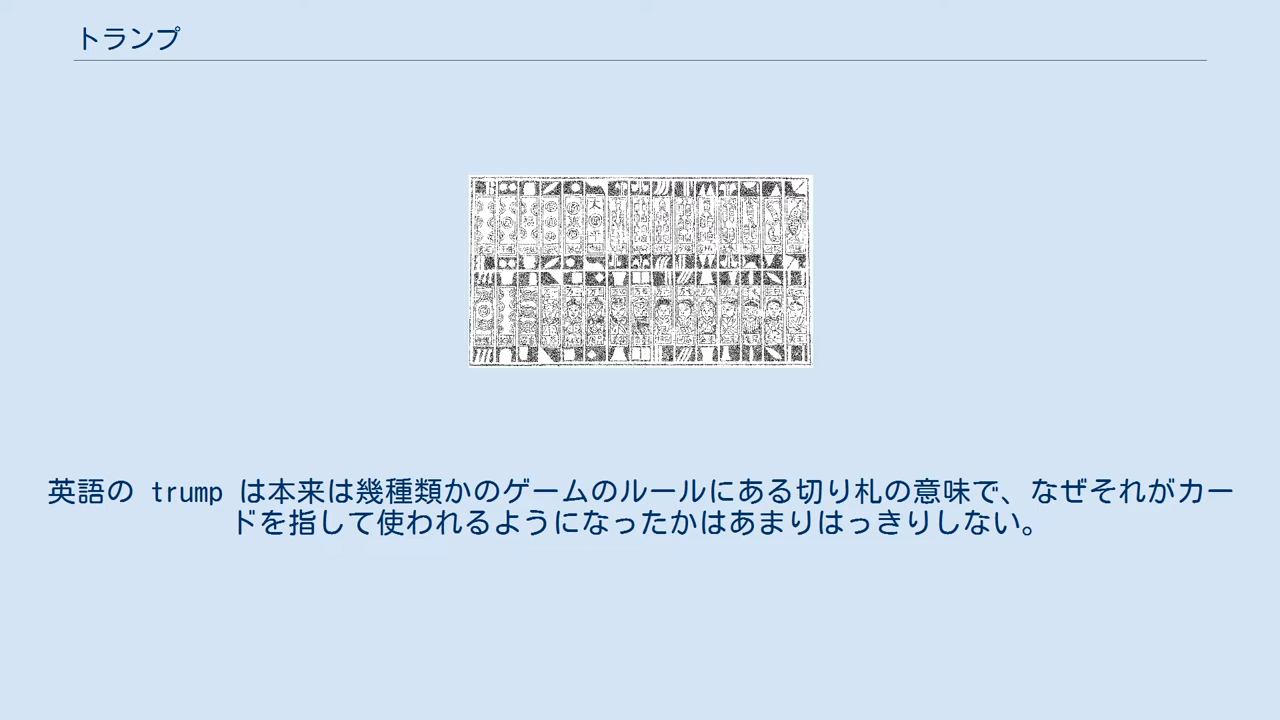 トランプ
英語の trump は本来は幾種類かのゲームのルールにある切り札の意味で、なぜそれがカー
ドを指して使われるようになったかはあまりはっきりしない。